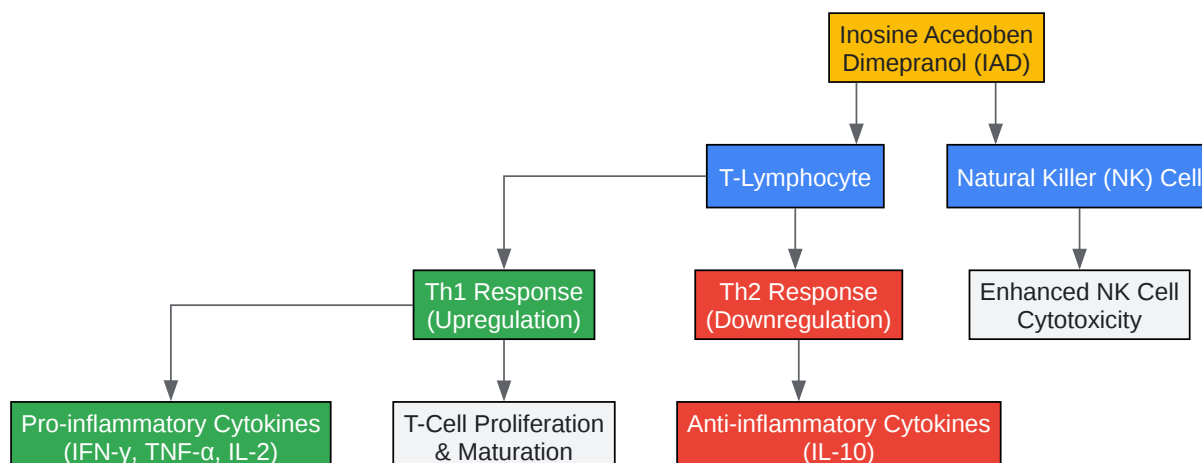 Inosine Acedoben
Dimepranol (IAD)
T-Lymphocyte
Natural Killer (NK) Cell
Th1 Response
(Upregulation)
Th2 Response
(Downregulation)
Enhanced NK Cell
Cytotoxicity
Pro-inflammatory Cytokines
(IFN-γ, TNF-α, IL-2)
T-Cell Proliferation
& Maturation
Anti-inflammatory Cytokines
(IL-10)